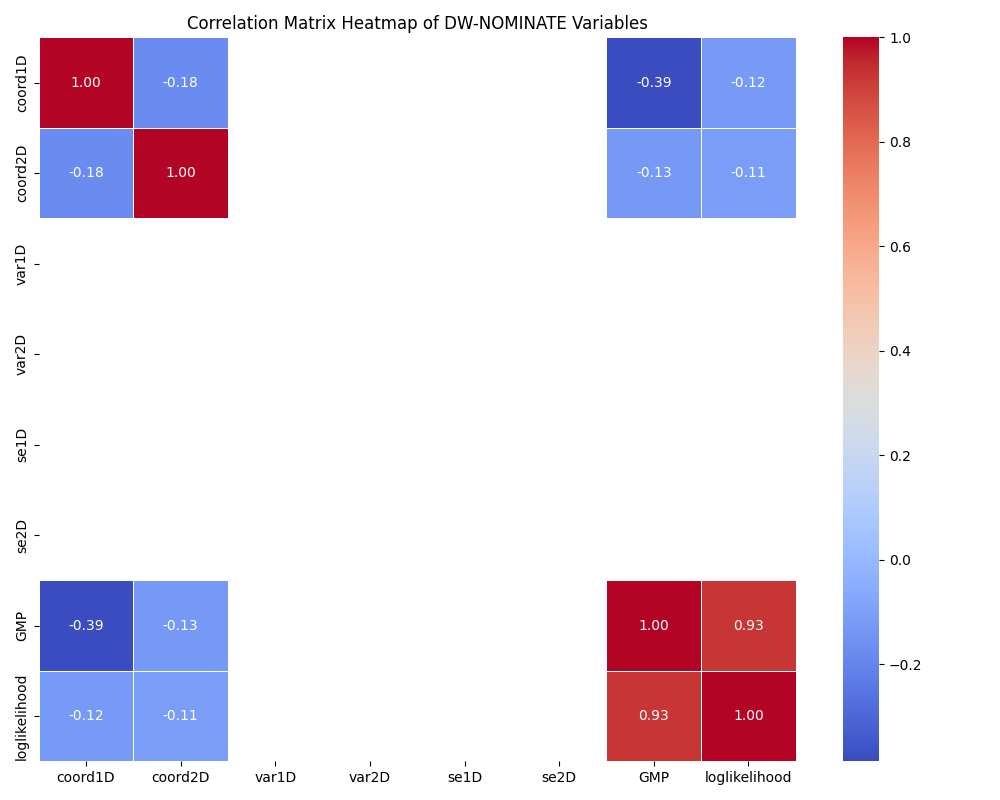 Correlation Matrix Heatmap of DW-NOMINATE Variables
coord1D 1.00 -0.18 -0.39 -0.12
coord2D -0.18 1.00 -0.13 -0.11
var1D
var2D
se1D
se2D
GMP -0.39 -0.13 1.00 0.93
loglikelihood -0.12 -0.11 0.93 1.00
coord1D coord2D var1D var2D se1D se2D GMP loglikelihood
1.0
0.8
0.6
0.4
0.2
0.0
−0.2